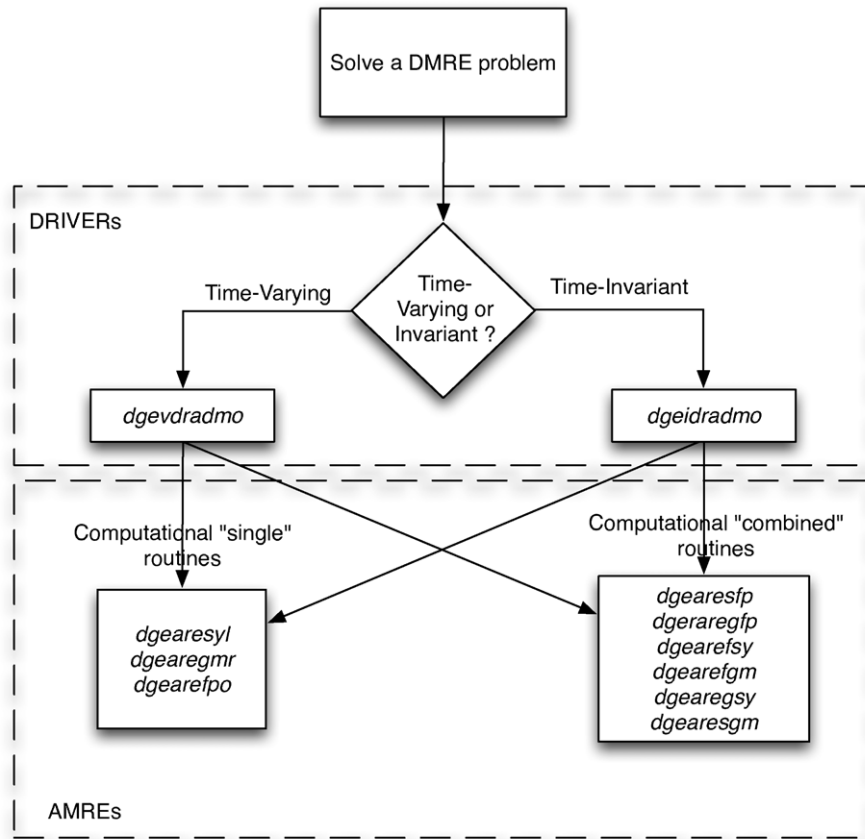 Solve a DMRE problem
DRIVERs
Time-Varying
Time-
Varying or
Invariant ?
Time-Invariant
dgevdradmo
dgeidradmo
Computational "single"
routines
Computational "combined"
routines
dgearesyl
dgearegmr
dgearefpo
dgearesfp
dgeraregfp
dgearefsy
dgearefgm
dgearegsy
dgearesgm
AMREs